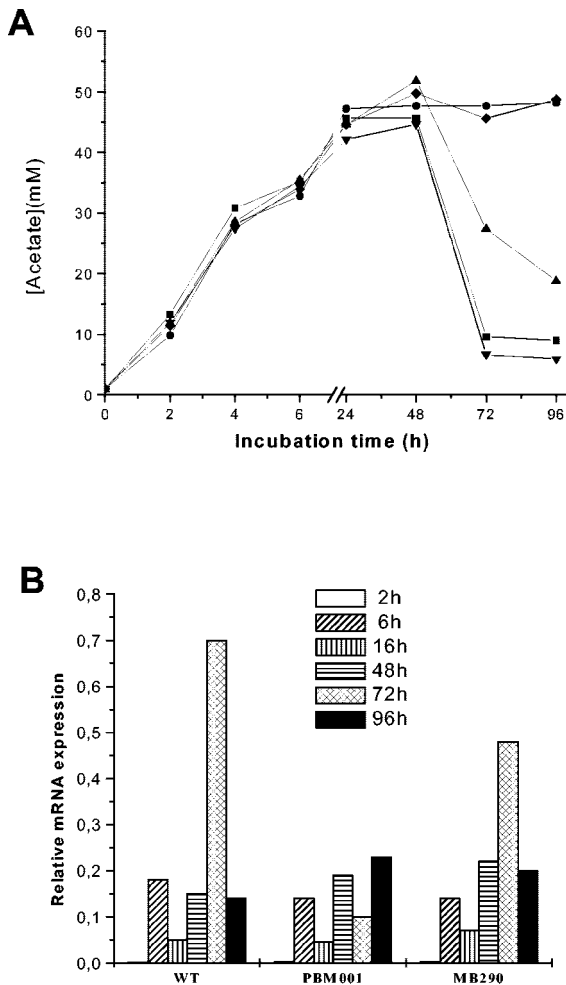 A
60
50
40
30
20
10
0
[Acetate](mM)
0 2 4 6 24 48 72 96
Incubation time (h)
B
0,8
0,7
0,6
0,5
0,4
0,3
0,2
0,1
0,0
Relative mRNA expression
2h
6h
16h
48h
72h
96h
WT PBM001 MB290